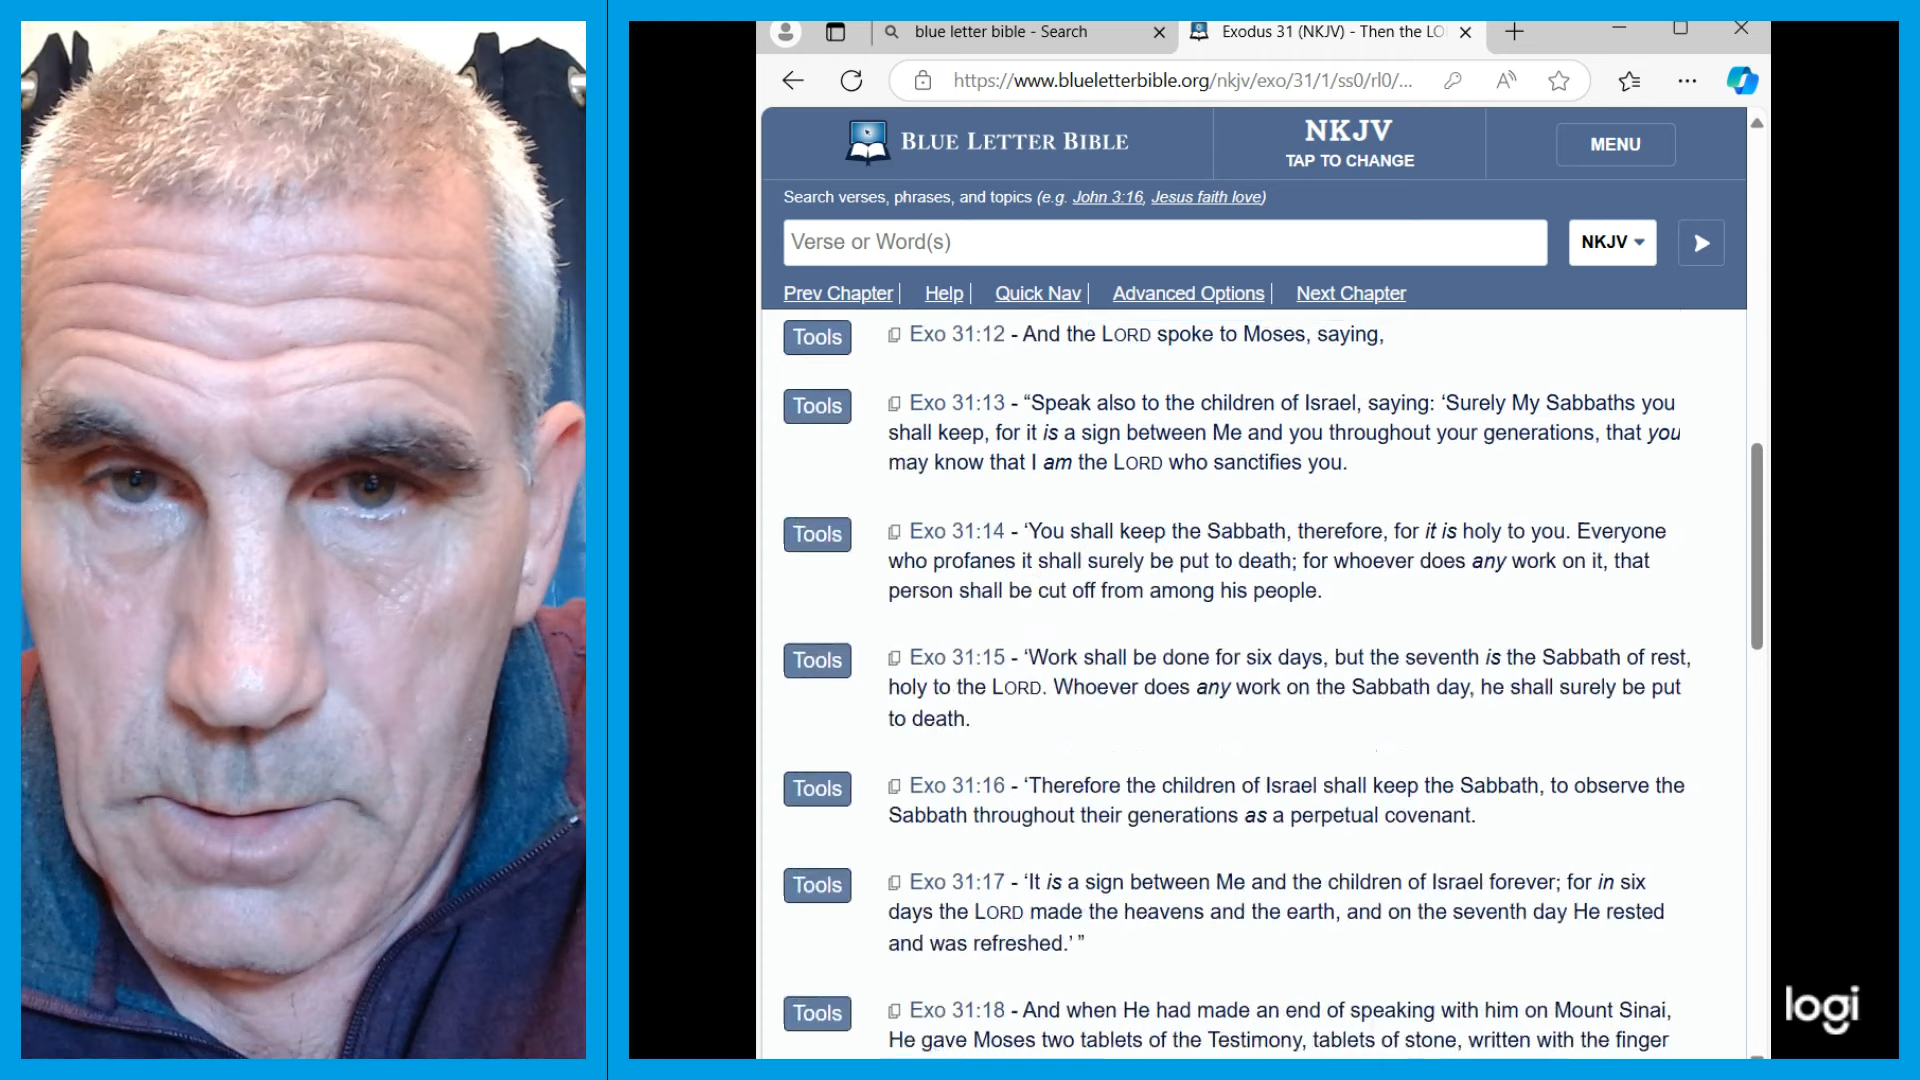 blue letter bible - Search
Exodus 31 (NKJV) - Then the LO
https://www.blueletterbible.org/nkjv/exo/31/1/ss0/rl0/...
BLUE LETTER BIBLE
NKJV
TAP TO CHANGE
MENU
Search verses, phrases, and topics (e.g. John 3:16, Jesus faith love)
Verse or Word(s)
NKJV
Prev Chapter | Help | Quick Nav | Advanced Options | Next Chapter
Tools
Exo 31:12 - And the LORD spoke to Moses, saying,
Tools
Exo 31:13 - “Speak also to the children of Israel, saying: ‘Surely My Sabbaths you
shall keep, for it is a sign between Me and you throughout your generations, that you
may know that I am the LORD who sanctifies you.
Tools
Exo 31:14 - ‘You shall keep the Sabbath, therefore, for it is holy to you. Everyone
who profanes it shall surely be put to death; for whoever does any work on it, that
person shall be cut off from among his people.
Tools
Exo 31:15 - ‘Work shall be done for six days, but the seventh is the Sabbath of rest,
holy to the LORD. Whoever does any work on the Sabbath day, he shall surely be put
to death.
Tools
Exo 31:16 - ‘Therefore the children of Israel shall keep the Sabbath, to observe the
Sabbath throughout their generations as a perpetual covenant.
Tools
Exo 31:17 - ‘It is a sign between Me and the children of Israel forever; for in six
days the LORD made the heavens and the earth, and on the seventh day He rested
and was refreshed.’ ”
Tools
Exo 31:18 - And when He had made an end of speaking with him on Mount Sinai,
He gave Moses two tablets of the Testimony, tablets of stone, written with the finger
logi